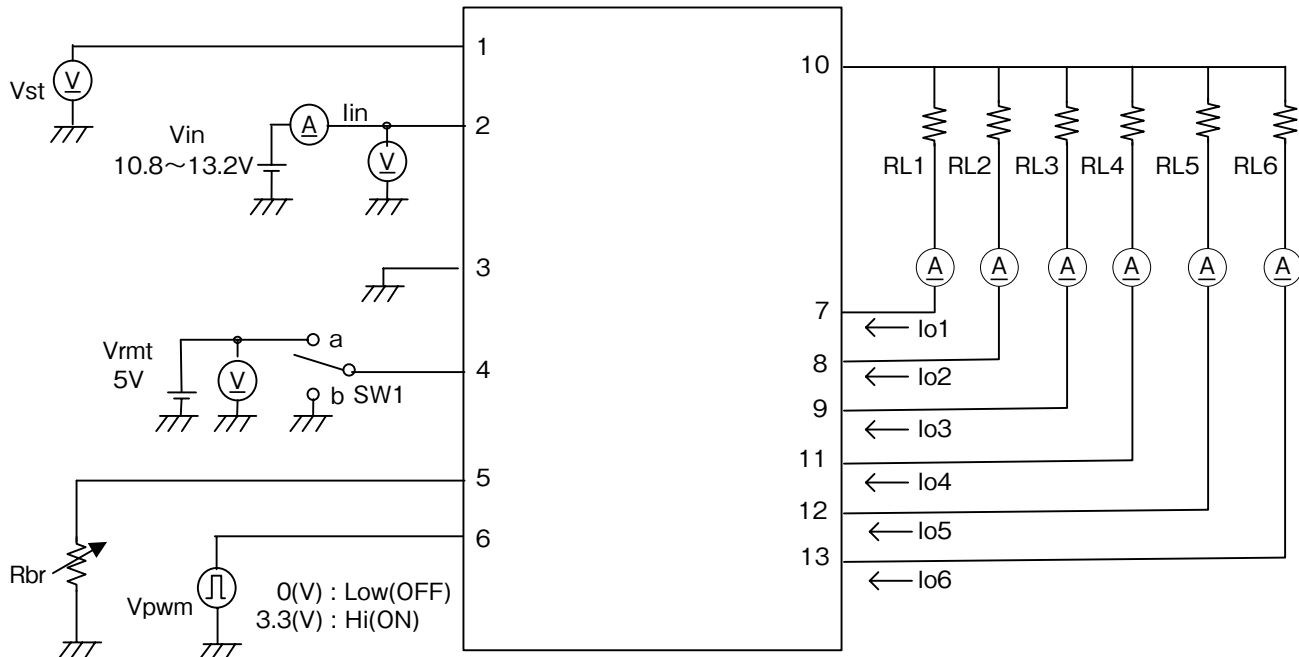 1
Vst
V
2
Vin
10.8～13.2V
A
Iin
V
3
Vrmt
5V
V
a
b SW1
4
5
Rbr
6
Vpwm
0(V) : Low(OFF)
3.3(V) : Hi(ON)
10
RL1 RL2 RL3 RL4 RL5 RL6
A A A A A A
7
← Io1
8
← Io2
9
← Io3
11
← Io4
12
← Io5
13
← Io6